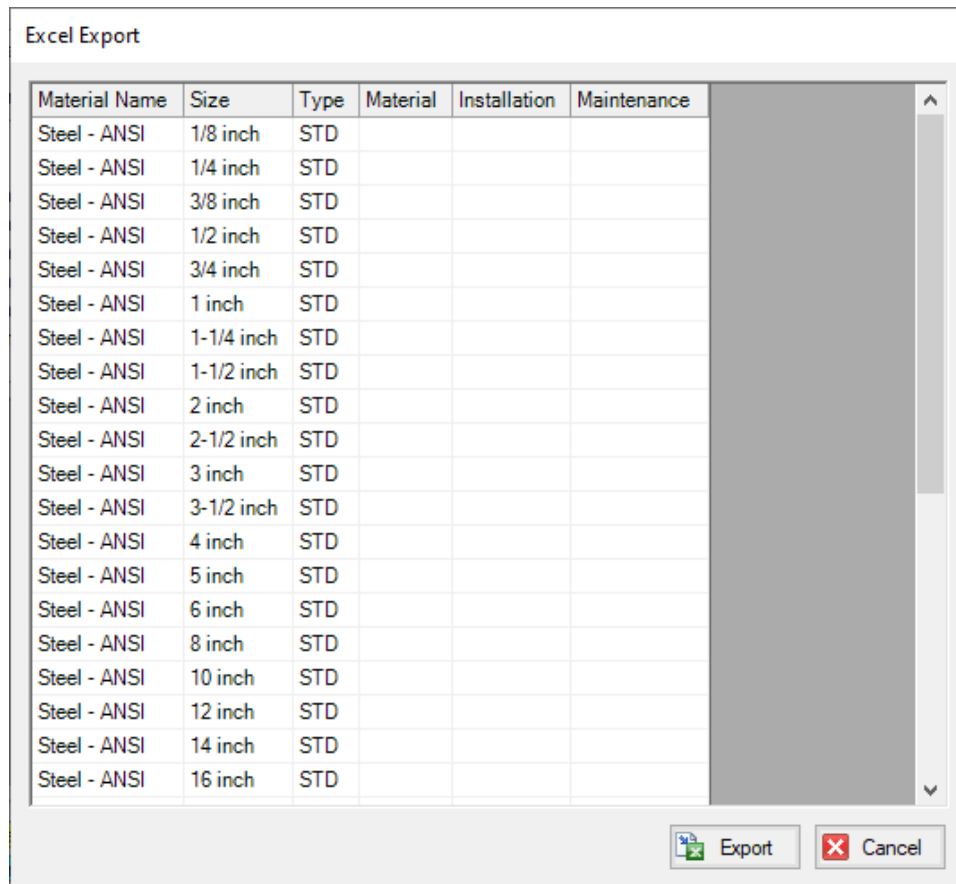 Excel Export
Material Name Size Type Material Installation Maintenance
Steel - ANSI 1/8 inch STD
Steel - ANSI 1/4 inch STD
Steel - ANSI 3/8 inch STD
Steel - ANSI 1/2 inch STD
Steel - ANSI 3/4 inch STD
Steel - ANSI 1 inch STD
Steel - ANSI 1-1/4 inch STD
Steel - ANSI 1-1/2 inch STD
Steel - ANSI 2 inch STD
Steel - ANSI 2-1/2 inch STD
Steel - ANSI 3 inch STD
Steel - ANSI 3-1/2 inch STD
Steel - ANSI 4 inch STD
Steel - ANSI 5 inch STD
Steel - ANSI 6 inch STD
Steel - ANSI 8 inch STD
Steel - ANSI 10 inch STD
Steel - ANSI 12 inch STD
Steel - ANSI 14 inch STD
Steel - ANSI 16 inch STD
Export Cancel